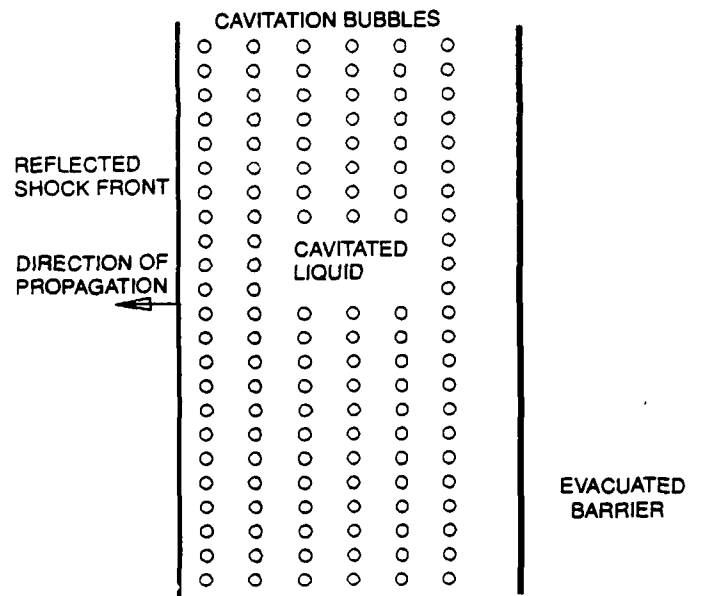 CAVITATION BUBBLES
REFLECTED
SHOCK FRONT
CAVITATED
LIQUID
DIRECTION OF
PROPAGATION
EVACUATED
BARRIER